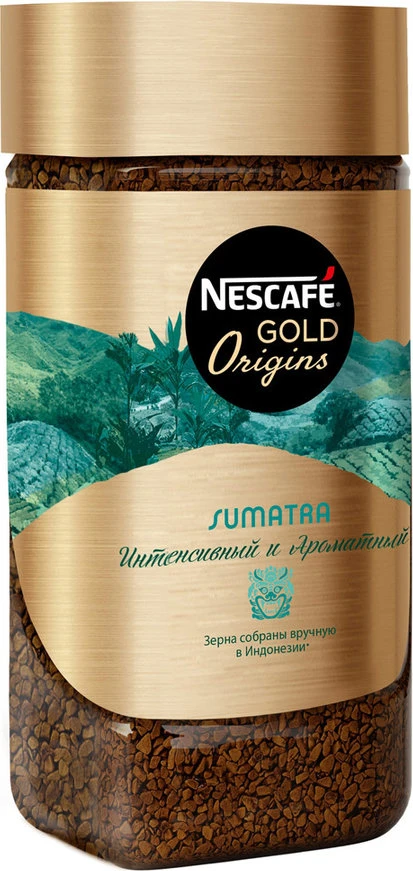 NESCAFÉ®
GOLD
Origins
SUMATRA
Интенсивный и Ароматный
Зерна собраны вручную
в Индонезии*